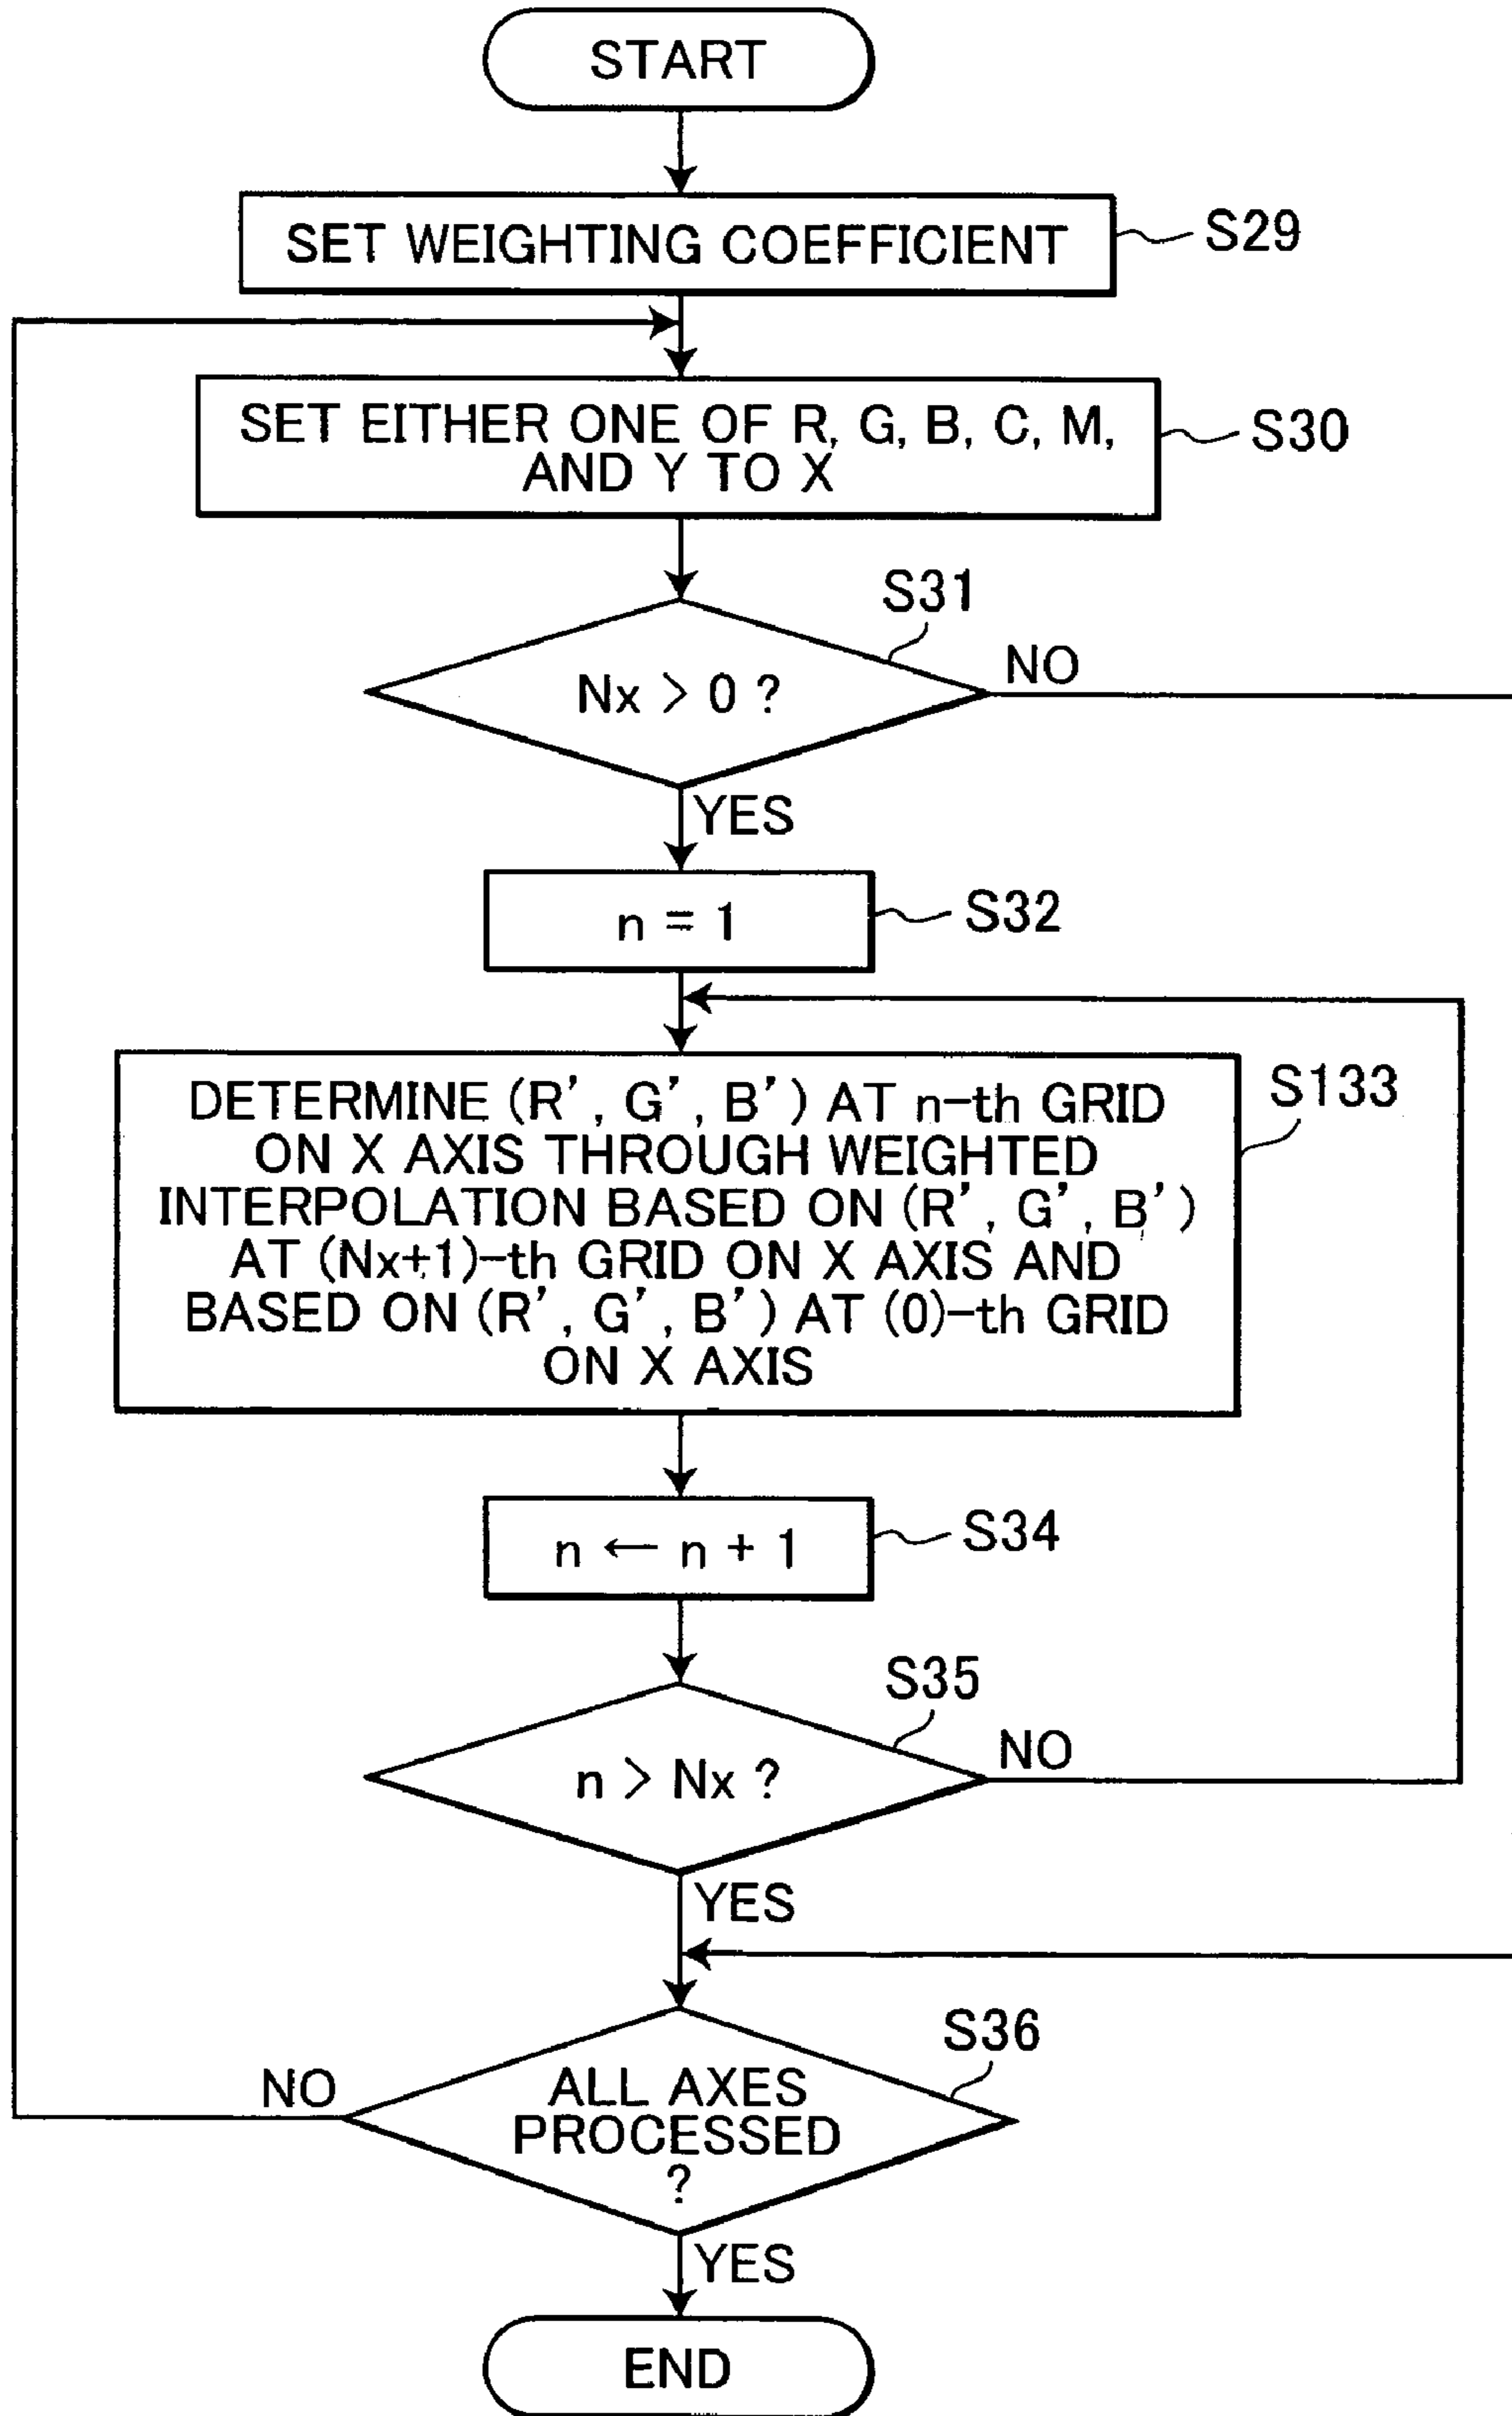 START
SET WEIGHTING COEFFICIENT
S29
SET EITHER ONE OF R, G, B, C, M,
AND Y TO X
S30
S31
Nx > 0 ?
NO
YES
n = 1
S32
DETERMINE (R', G', B') AT n-th GRID
ON X AXIS THROUGH WEIGHTED
INTERPOLATION BASED ON (R', G', B')
AT (Nx+1)-th GRID ON X AXIS AND
BASED ON (R', G', B') AT (0)-th GRID
ON X AXIS
S133
n ← n + 1
S34
S35
n > Nx ?
NO
YES
S36
NO
ALL AXES
PROCESSED
?
YES
END